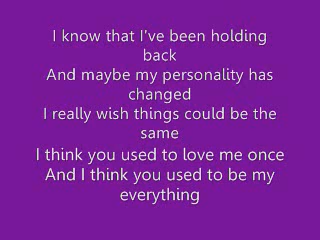 I know that I've been holding
back
And maybe my personality has
changed
I really wish things could be the
same
I think you used to love me once
And I think you used to be my
everything